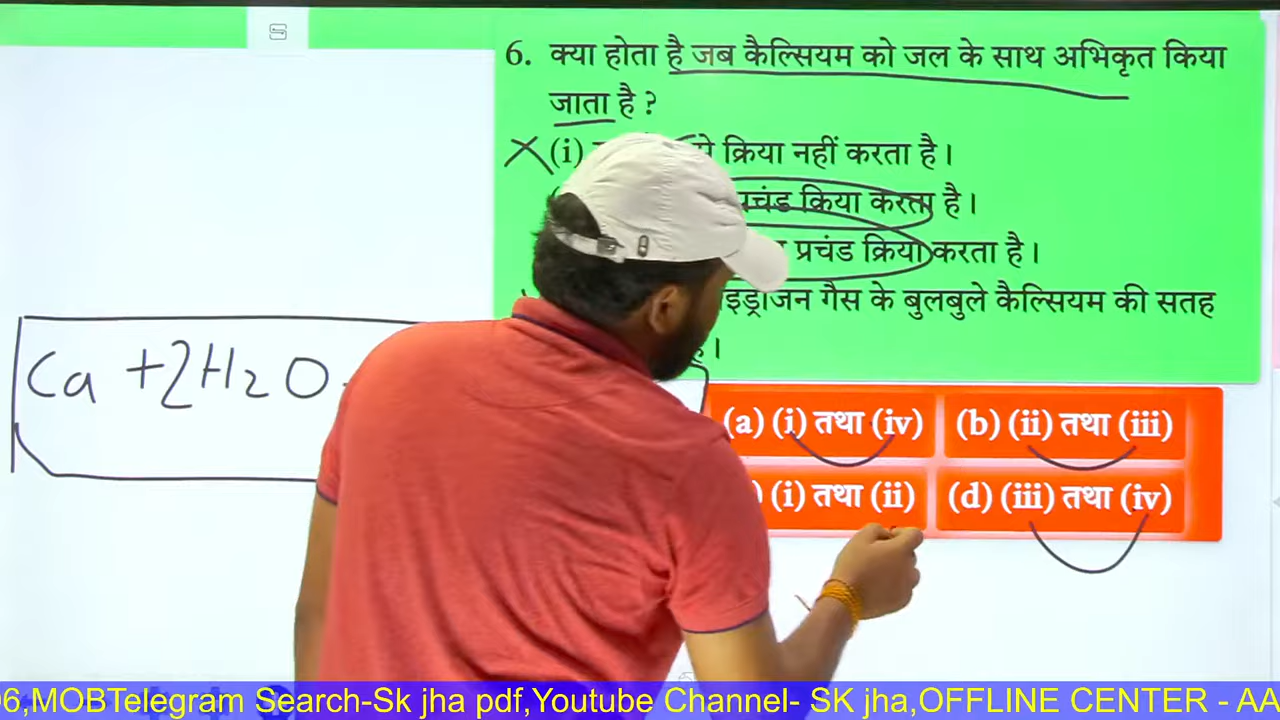 6. क्या होता है जब कैल्सियम को जल के साथ अभिकृत किया
जाता है ?
(i) क्रिया नहीं करता है।
प्रचंड क्रिया करता है।
प्रचंड क्रिया करता है।
गैस के बुलबुले कैल्सियम की सतह
Ca + 2H₂O
(a) (i) तथा (iv) (b) (ii) तथा (iii)
(i) तथा (ii) (d) (iii) तथा (iv)
06,MOBTelegram Search-Sk jha pdf,Youtube Channel- SK jha,OFFLINE CENTER - AA